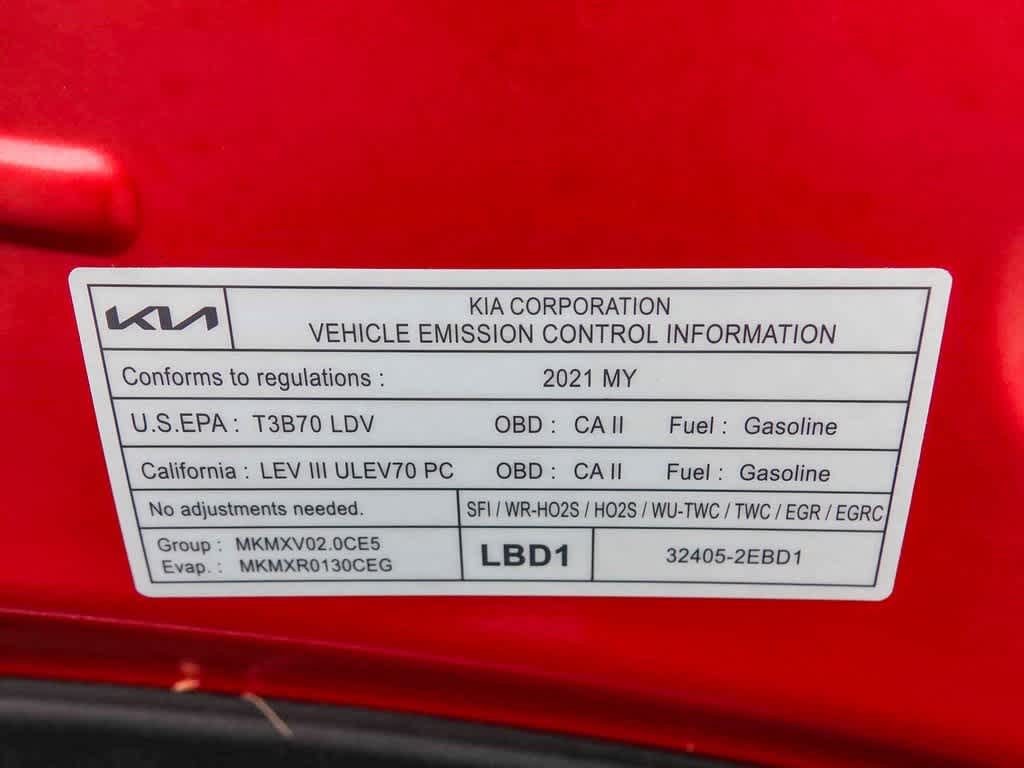 KIA
KIA CORPORATION
VEHICLE EMISSION CONTROL INFORMATION
Conforms to regulations : 2021 MY
U.S.EPA : T3B70 LDV OBD : CA II Fuel : Gasoline
California : LEV III ULEV70 PC OBD : CA II Fuel : Gasoline
No adjustments needed. SFI / WR-HO2S / HO2S / WU-TWC / TWC / EGR / EGRC
Group : MKMXV02.0CE5
Evap. : MKMXR0130CEG
LBD1 32405-2EBD1